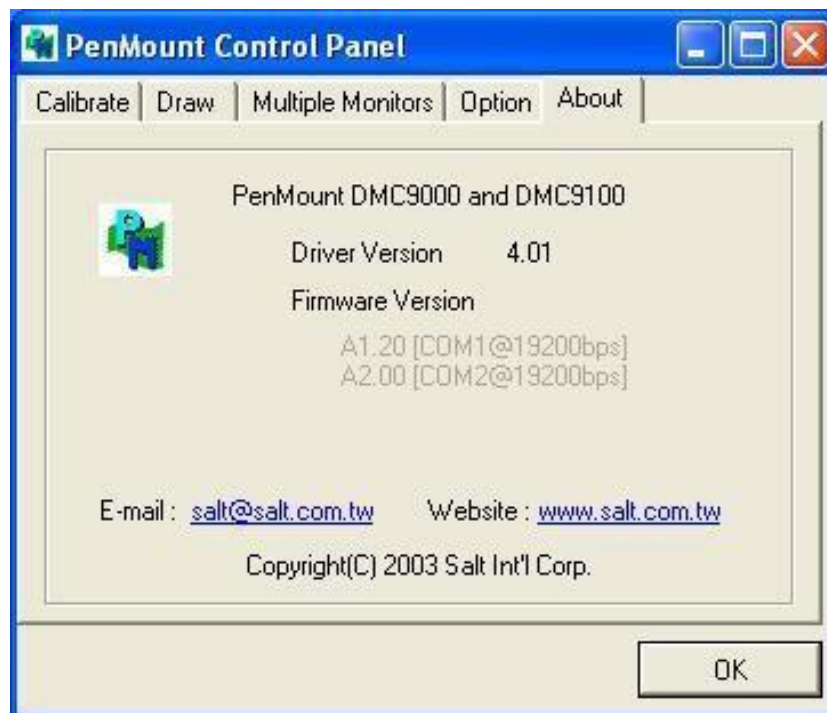 PenMount Control Panel
Calibrate Draw Multiple Monitors Option About
PM
PenMount DMC9000 and DMC9100
Driver Version 4.01
Firmware Version
A1.20 [COM1@19200bps]
A2.00 [COM2@19200bps]
E-mail : salt@salt.com.tw Website : www.salt.com.tw
Copyright(C) 2003 Salt Int'l Corp.
OK